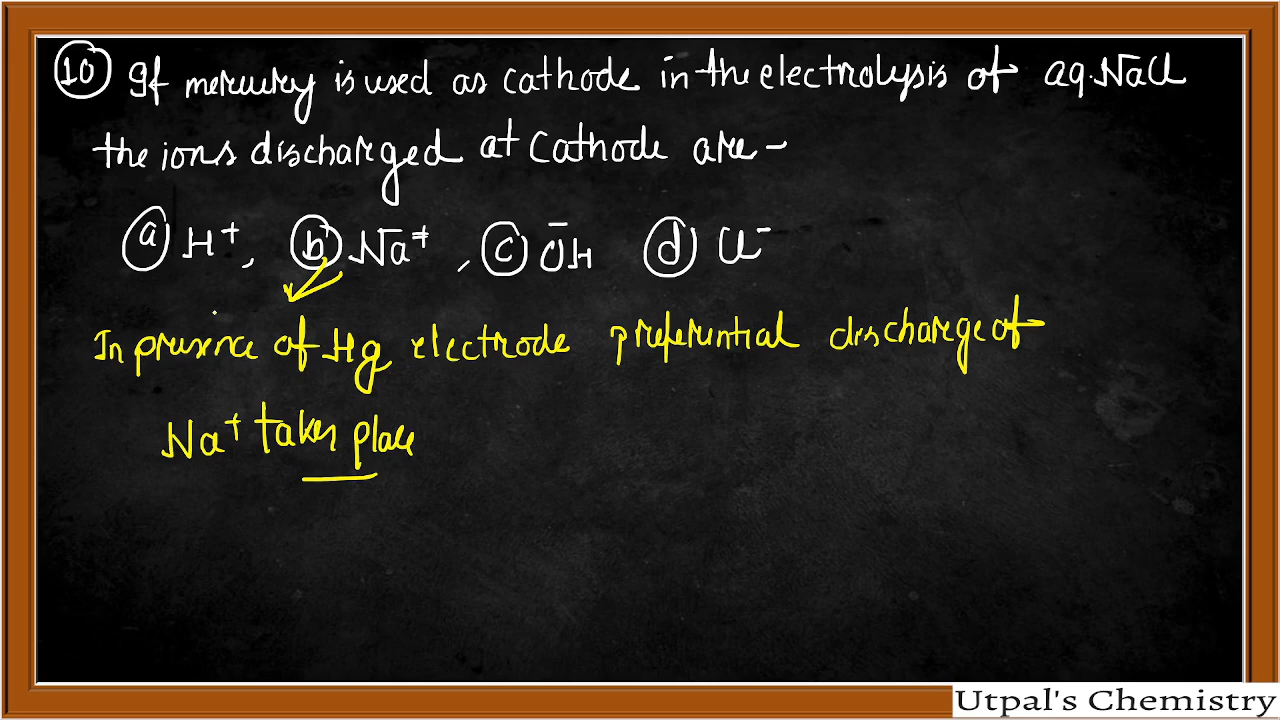 10 If mercury is used as cathode in the electrolysis of aq. NaCl
the ions discharged at cathode are -
a H⁺, b Na⁺, c O̅H d Cl⁻
In presence of Hg electrode preferential discharge of
Na⁺ takes place
Utpal's Chemistry